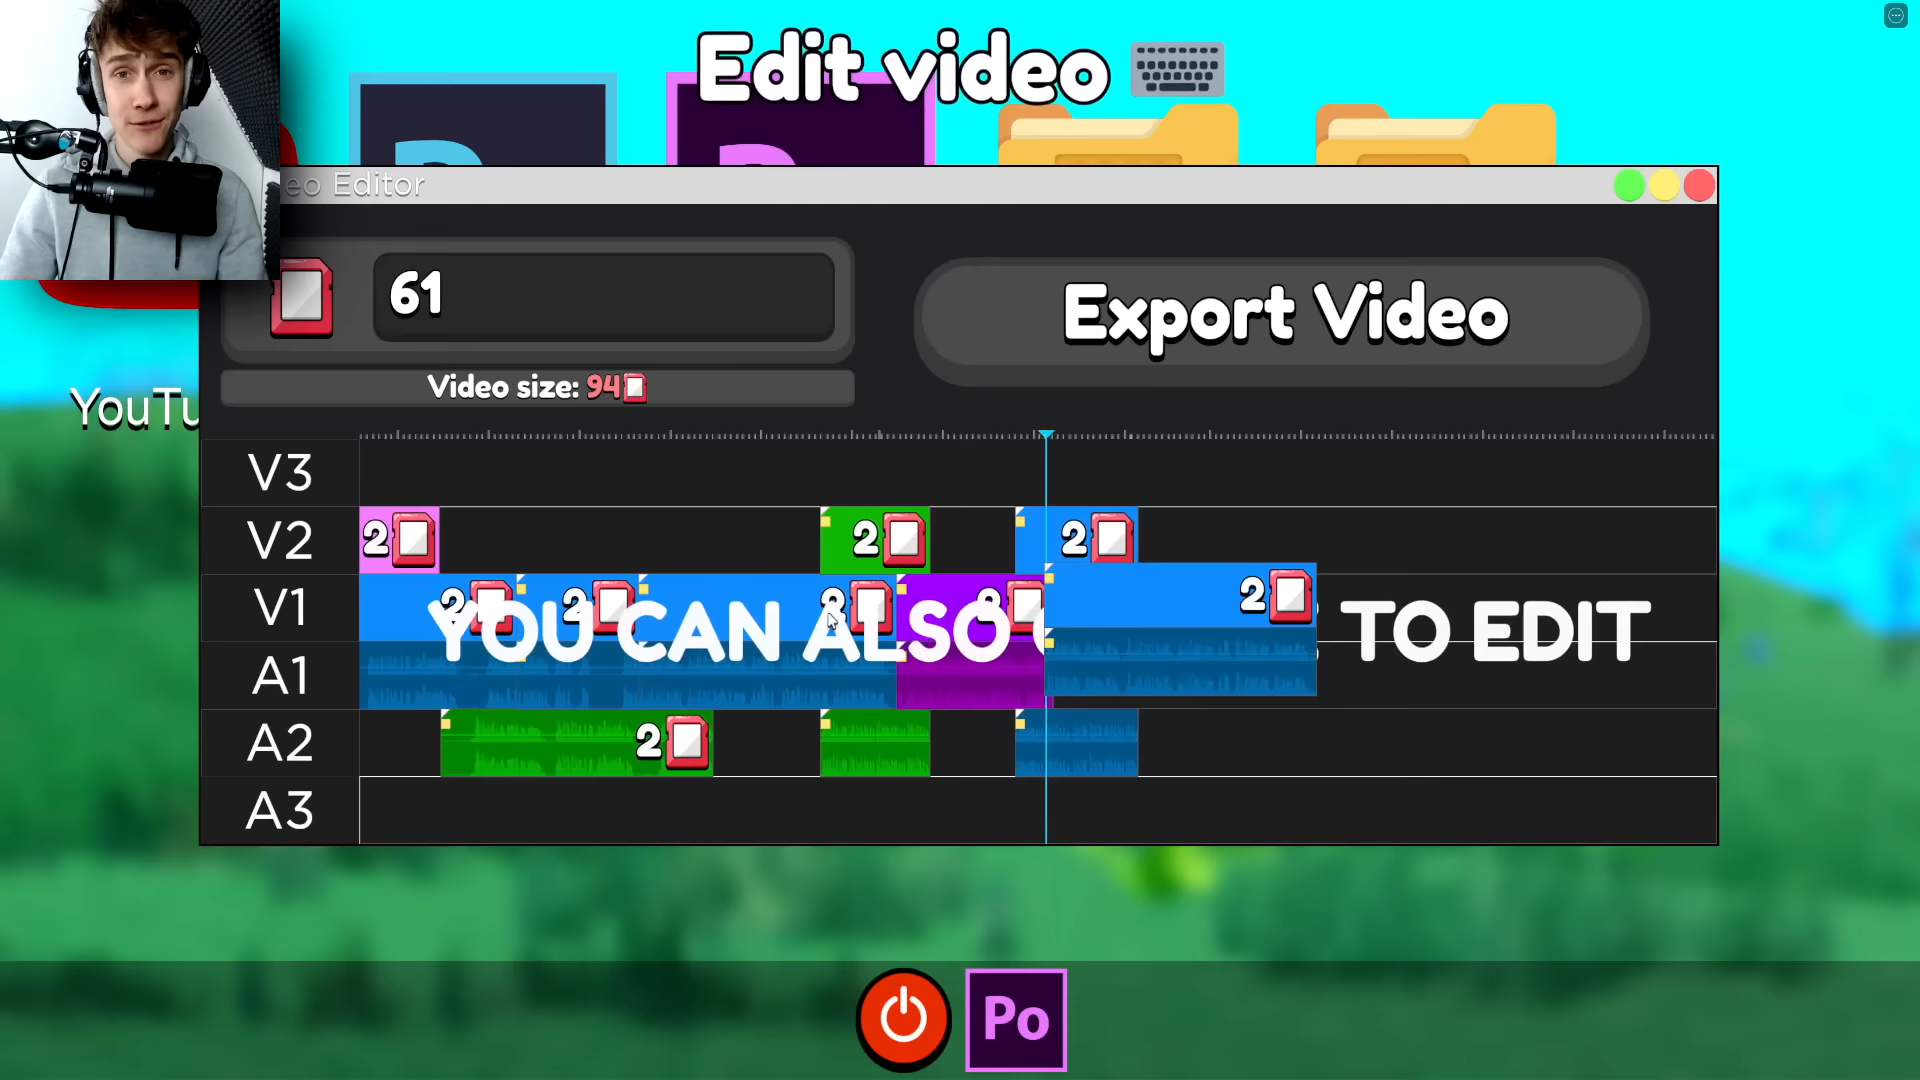 Edit video
eo Editor
61
Export Video
Video size: 94
YouTu
V3
V2
2
2
2
V1
2
2
2
2
2
YOU CAN ALSO
TO EDIT
A1
A2
2
A3
Po